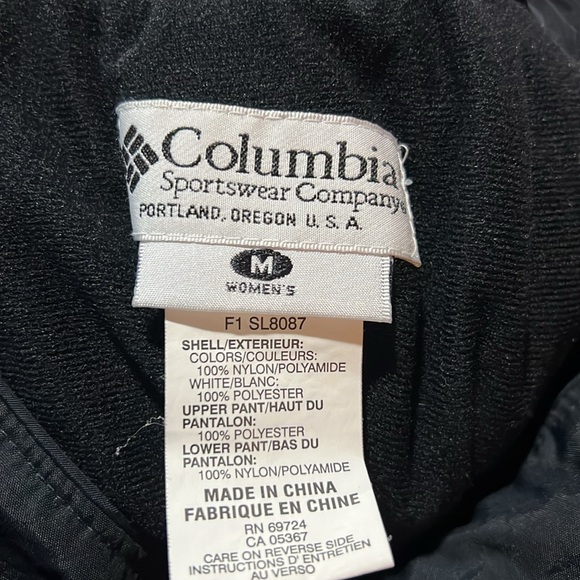 Columbia
Sportswear Company
PORTLAND, OREGON U.S.A.
M
WOMEN'S
F1 SL8087
SHELL/EXTERIEUR:
COLORS/COULEURS:
100% NYLON/POLYAMIDE
WHITE/BLANC:
100% POLYESTER
UPPER PANT/HAUT DU
PANTALON:
100% POLYESTER
LOWER PANT/BAS DU
PANTALON:
100% NYLON/POLYAMIDE
MADE IN CHINA
FABRIQUE EN CHINE
RN 69724
CA 05367
CARE ON REVERSE SIDE
INSTRUCTIONS D'ENTRETIEN
AU VERSO